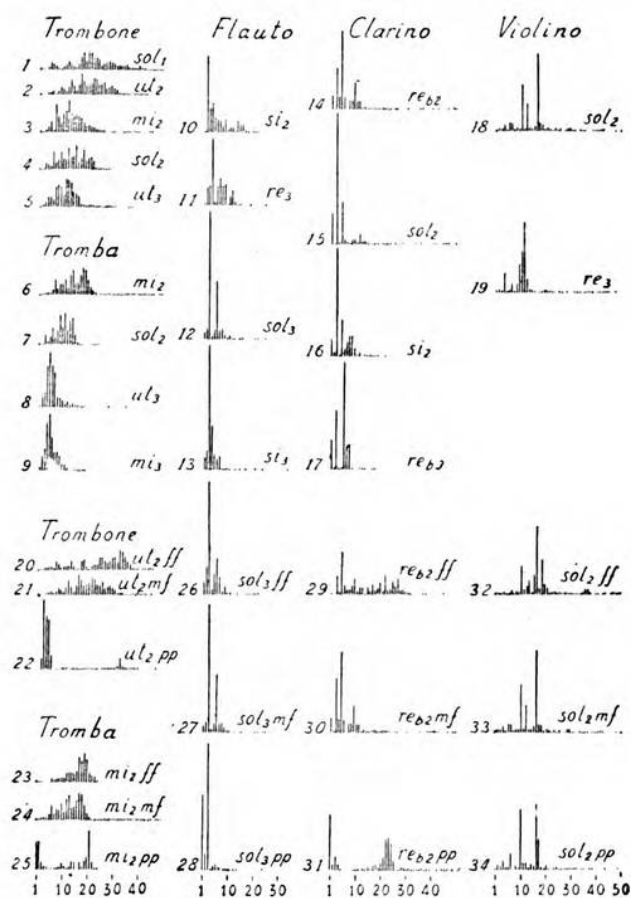 Trombone
1 sol1
2 ut2
3 mi2
4 sol2
5 ut3
Tromba
6 mi2
7 sol2
8 ut3
9 mi3
Trombone
20 ut2 ff
21 ut2 mf
22 ut2 pp
Tromba
23 mi2 ff
24 mi2 mf
25 mi2 pp
1 10 20 30 40
Flauto
10 si2
11 re3
12 sol3
13 si3
26 sol3 ff
27 sol3 mf
28 sol3 pp
1 10 20 30
Clarino
14 reb2
15 sol2
16 si2
17 reb3
29 reb2 ff
30 reb2 mf
31 reb2 pp
1 10 20 30 40
Violino
18 sol2
19 re3
32 sol2 ff
33 sol2 mf
34 sol2 pp
1 10 20 30 40 50